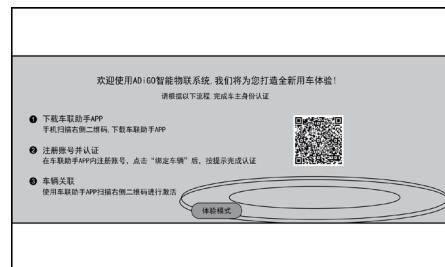 欢迎使用ADiGO智能物联系统, 我们将为您打造全新用车体验！
请根据以下流程, 完成车主身份认证
❶ 下载车联助手APP
手机扫描右侧二维码, 下载车联助手APP
❷ 注册账号并认证
在车联助手APP内注册账号，点击“绑定车辆”后，按提示完成认证
❸ 车辆关联
使用车联助手APP扫描右侧二维码进行激活
体验模式